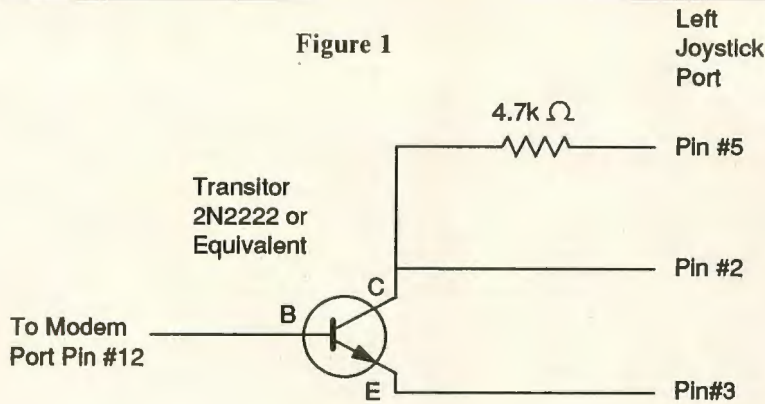 Figure 1
Left
Joystick
Port
4.7k Ω
Pin #5
Transitor
2N2222 or
Equivalent
Pin #2
C
B
To Modem
Port Pin #12
E
Pin#3